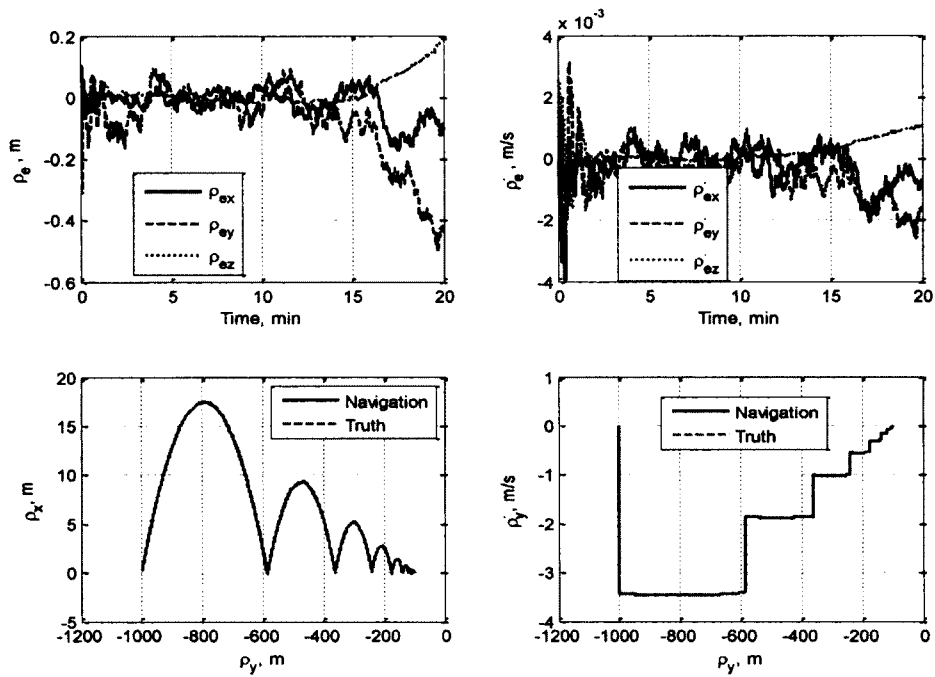 0.2
0
-0.2
-0.4
-0.6
ρe, m
ρex
ρey
ρez
0 5 10 15 20
Time, min
x 10⁻³
4
2
0
-2
-4
ρ̇e, m/s
ρ̇ex
ρ̇ey
ρ̇ez
0 5 10 15 20
Time, min
20
15
10
5
0
-5
ρx, m
Navigation
Truth
-1200 -1000 -800 -600 -400 -200 0
ρy, m
1
0
-1
-2
-3
-4
ρ̇y, m/s
Navigation
Truth
-1200 -1000 -800 -600 -400 -200 0
ρy, m